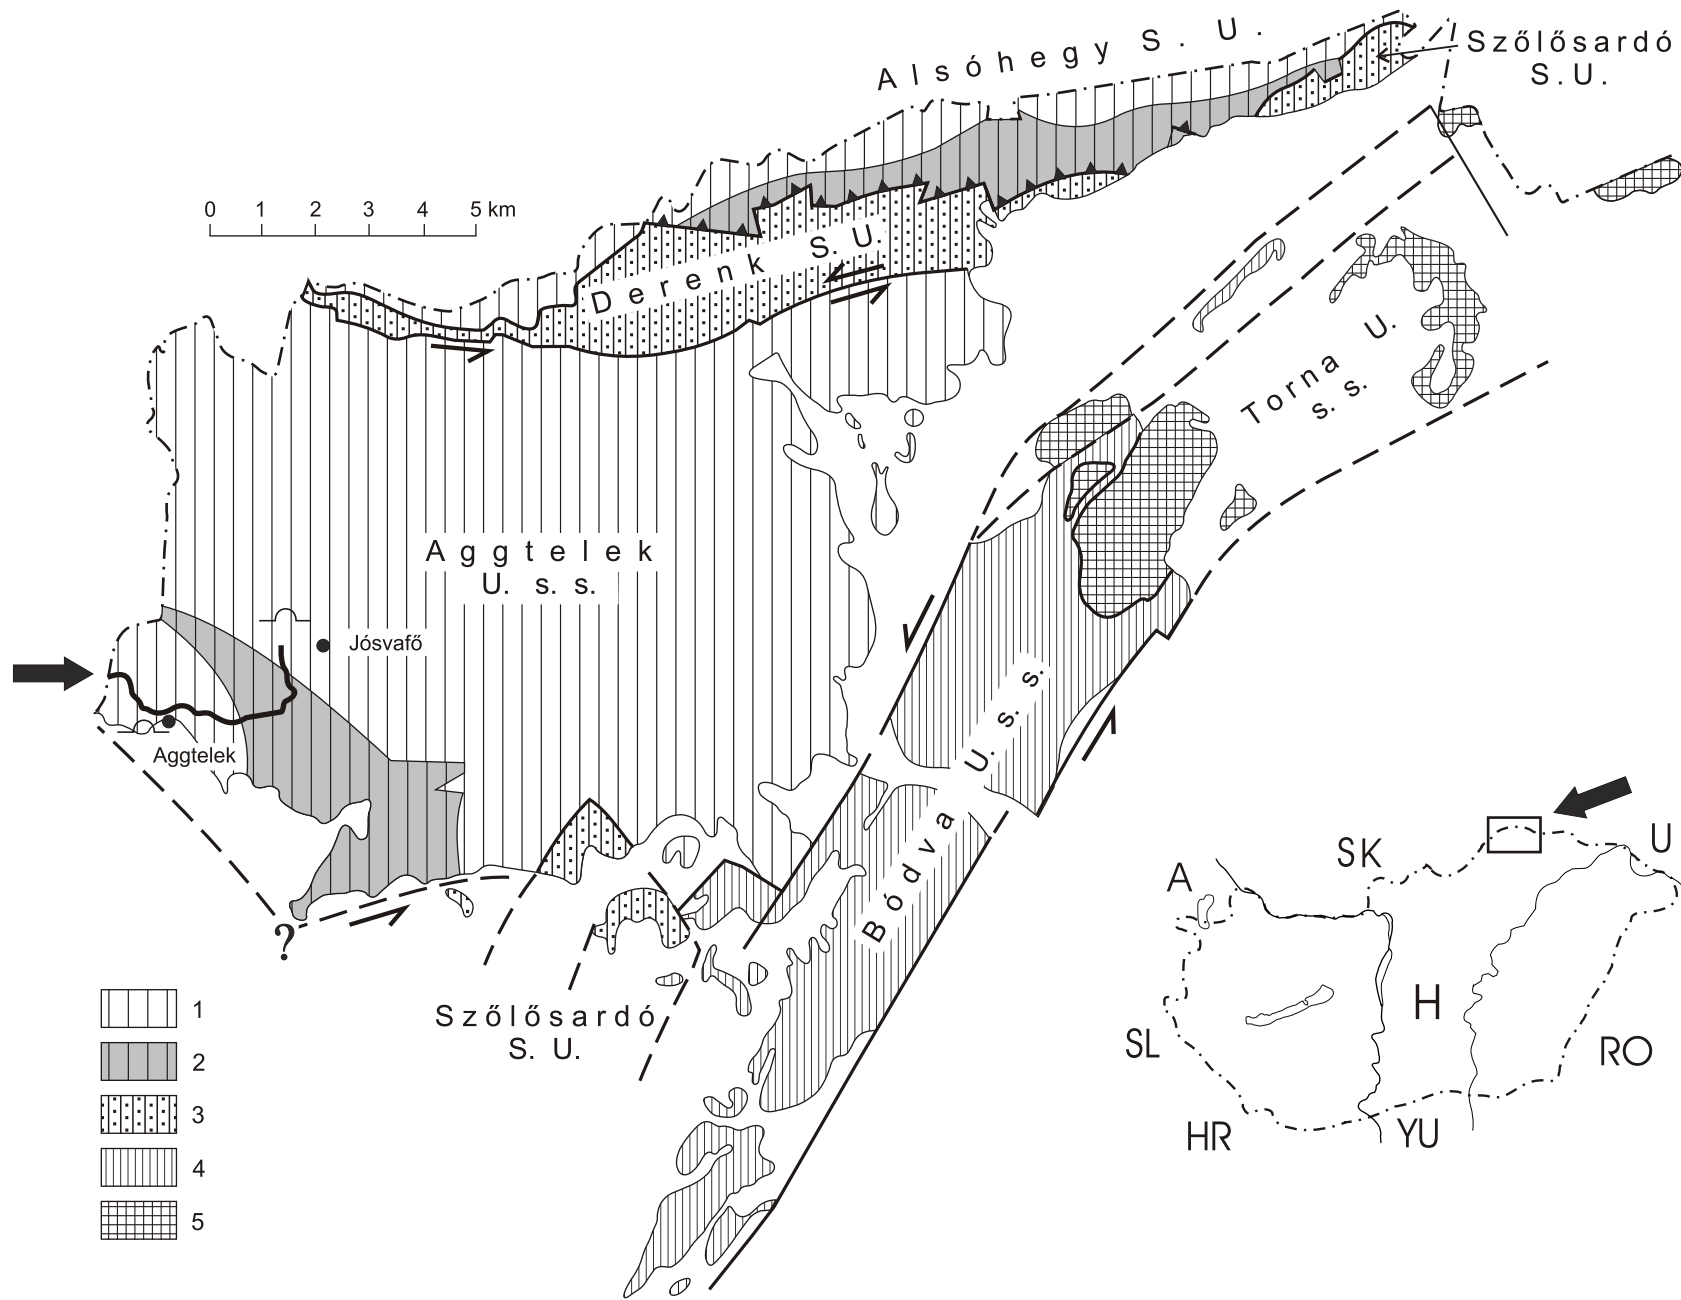 Alsóhegy S. U.
Szőlősardó
S.U.
0 1 2 3 4 5 km
Derenk S. U.
Torna U.
s. s.
Aggtelek
U. s. s.
Jósvafő
Aggtelek
Bódva U. s. s.
?
Szőlősardó
S. U.
1
2
3
4
5
A
SK
U
H
SL
RO
HR
YU